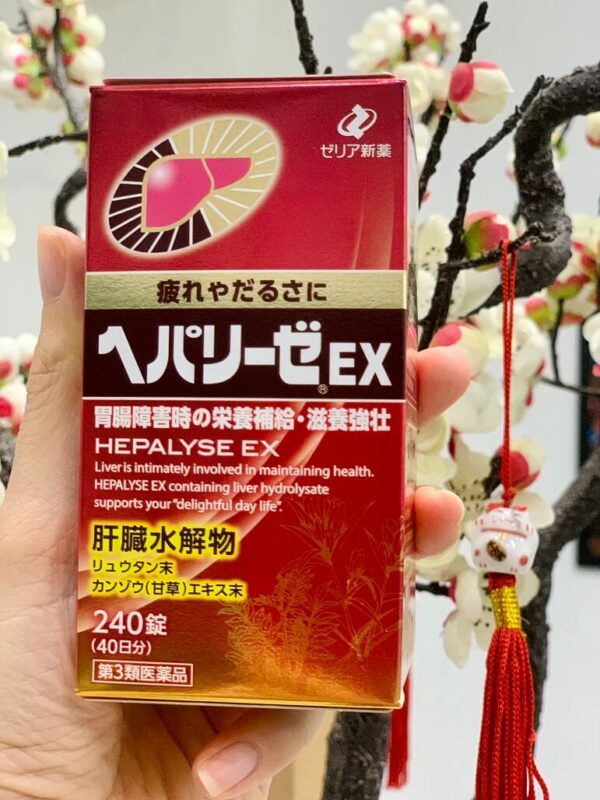 ゼリア新薬
疲れやだるさに
ヘパリーゼ®EX
胃腸障害時の栄養補給・滋養強壮
HEPALYSE EX
Liver is intimately involved in maintaining health.
HEPALYSE EX containing liver hydrolysate
supports your "delightful day life".
肝臓水解物
リュウタン末
カンゾウ(甘草)エキス末
240錠
(40日分)
第3類医薬品